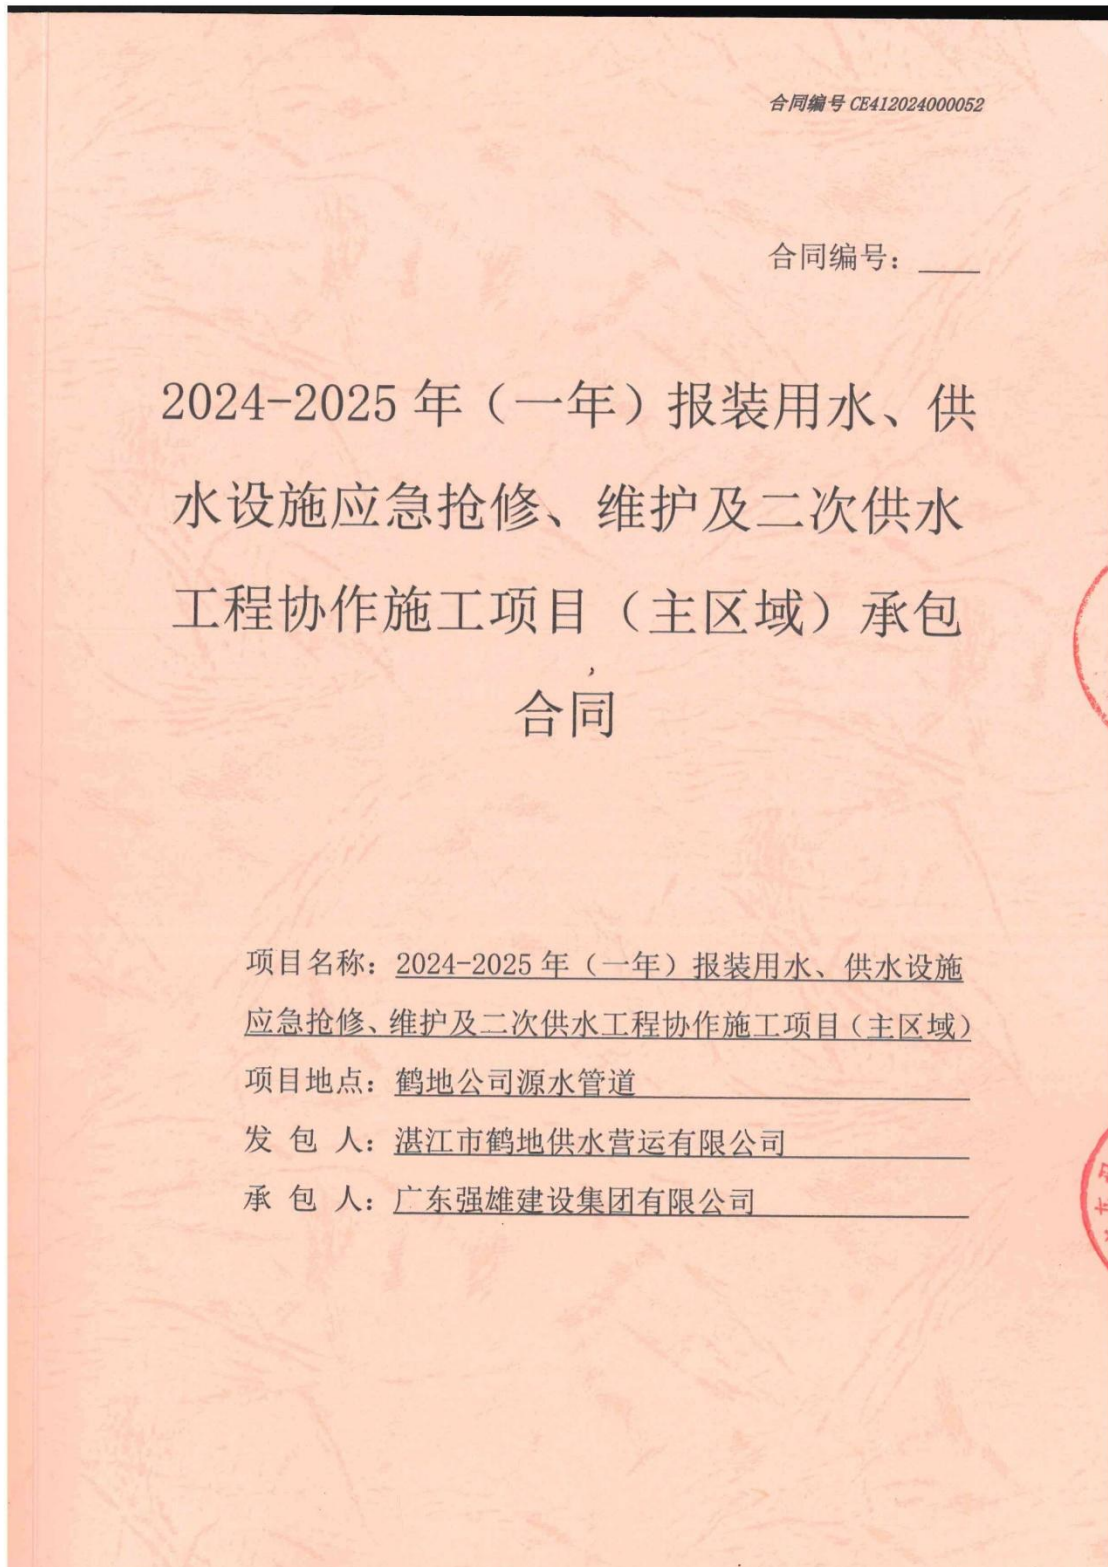 合同编号 CE412024000052
合同编号：____
2024-2025 年（一年）报装用水、供
水设施应急抢修、维护及二次供水
工程协作施工项目（主区域）承包
合同
项目名称：2024-2025 年（一年）报装用水、供水设施
应急抢修、维护及二次供水工程协作施工项目（主区域）
项目地点：鹤地公司源水管道
发 包 人：湛江市鹤地供水营运有限公司
承 包 人：广东强雄建设集团有限公司